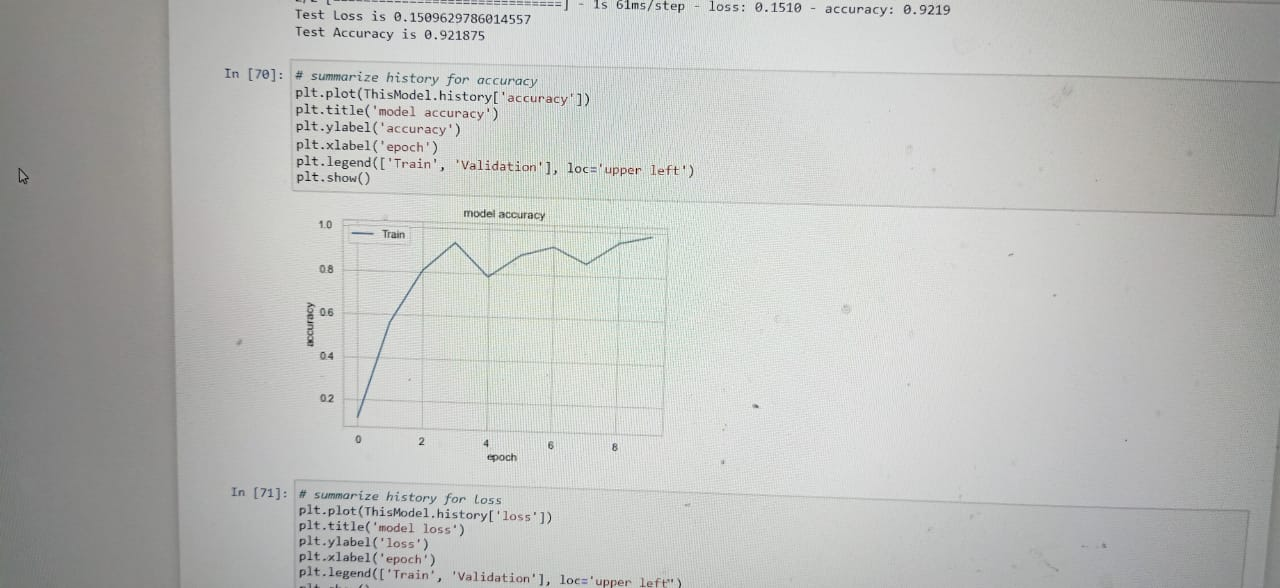 - 1s 61ms/step - loss: 0.1510 - accuracy: 0.9219
Test Loss is 0.1509629786014557
Test Accuracy is 0.921875
In [70]: # summarize history for accuracy
plt.plot(ThisModel.history['accuracy'])
plt.title('model accuracy')
plt.ylabel('accuracy')
plt.xlabel('epoch')
plt.legend(['Train', 'Validation'], loc='upper left')
plt.show()
model accuracy
1.0
Train
0.8
0.6
accuracy
0.4
0.2
0 2 4 6 8
epoch
In [71]: # summarize history for loss
plt.plot(ThisModel.history['loss'])
plt.title('model loss')
plt.ylabel('loss')
plt.xlabel('epoch')
plt.legend(['Train', 'Validation'], loc='upper left")